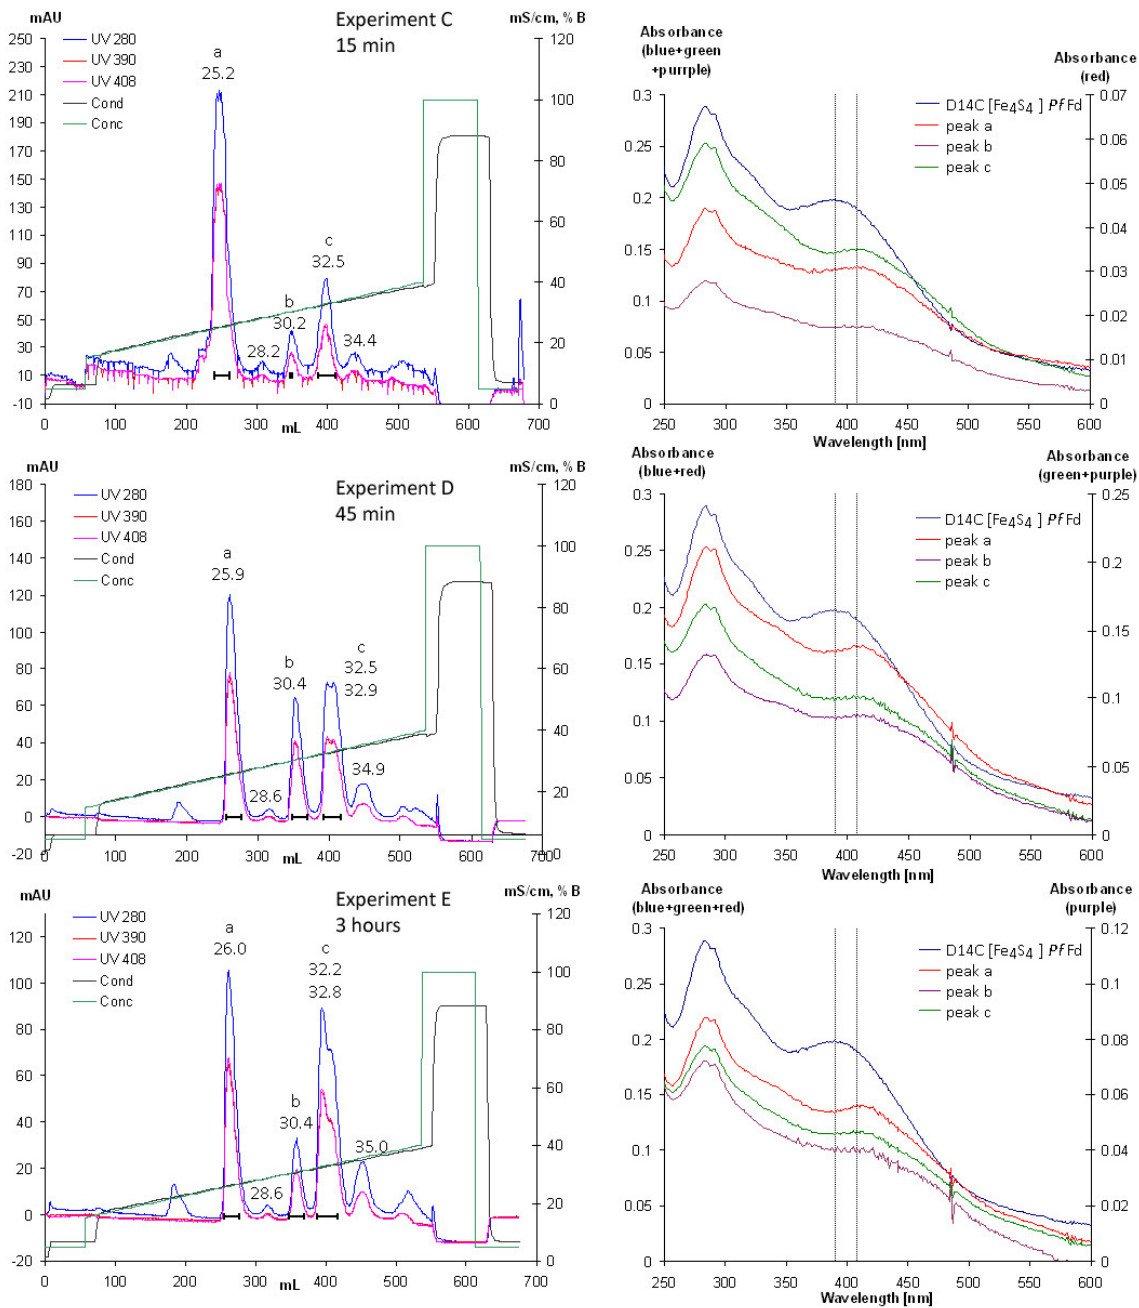 mAU
mS/cm, % B
Experiment C
15 min
UV 280
UV 390
UV 408
Cond
Conc
a
25.2
b
30.2
c
32.5
28.2
34.4
250
230
210
190
170
150
130
110
90
70
50
30
10
-10
120
100
80
60
40
20
0
0 100 200 300 400 500 600 700
mL
Absorbance
(blue+green
+purrple)
Absorbance
(red)
D14C [Fe4S4 ] Pf Fd
peak a
peak b
peak c
0.3
0.25
0.2
0.15
0.1
0.05
0
0.07
0.06
0.05
0.04
0.03
0.02
0.01
0
250 300 350 400 450 500 550 600
Wavelength [nm]
mAU
mS/cm, % B
Experiment D
45 min
UV 280
UV 390
UV 408
Cond
Conc
a
25.9
b
30.4
c
32.5
32.9
28.6
34.9
180
160
140
120
100
80
60
40
20
0
-20
120
100
80
60
40
20
0
0 100 200 300 400 500 600 700
mL
Absorbance
(blue+red)
Absorbance
(green+purple)
D14C [Fe4S4 ] Pf Fd
peak a
peak b
peak c
0.3
0.25
0.2
0.15
0.1
0.05
0
0.25
0.2
0.15
0.1
0.05
0
250 300 350 400 450 500 550 600
Wavelength [nm]
mAU
mS/cm, % B
Experiment E
3 hours
UV 280
UV 390
UV 408
Cond
Conc
a
26.0
b
30.4
c
32.2
32.8
28.6
35.0
120
100
80
60
40
20
0
-20
120
100
80
60
40
20
0
0 100 200 300 400 500 600 700
mL
Absorbance
(blue+green+red)
Absorbance
(purple)
D14C [Fe4S4 ] Pf Fd
peak a
peak b
peak c
0.3
0.25
0.2
0.15
0.1
0.05
0
0.12
0.1
0.08
0.06
0.04
0.02
0
250 300 350 400 450 500 550 600
Wavelength [nm]